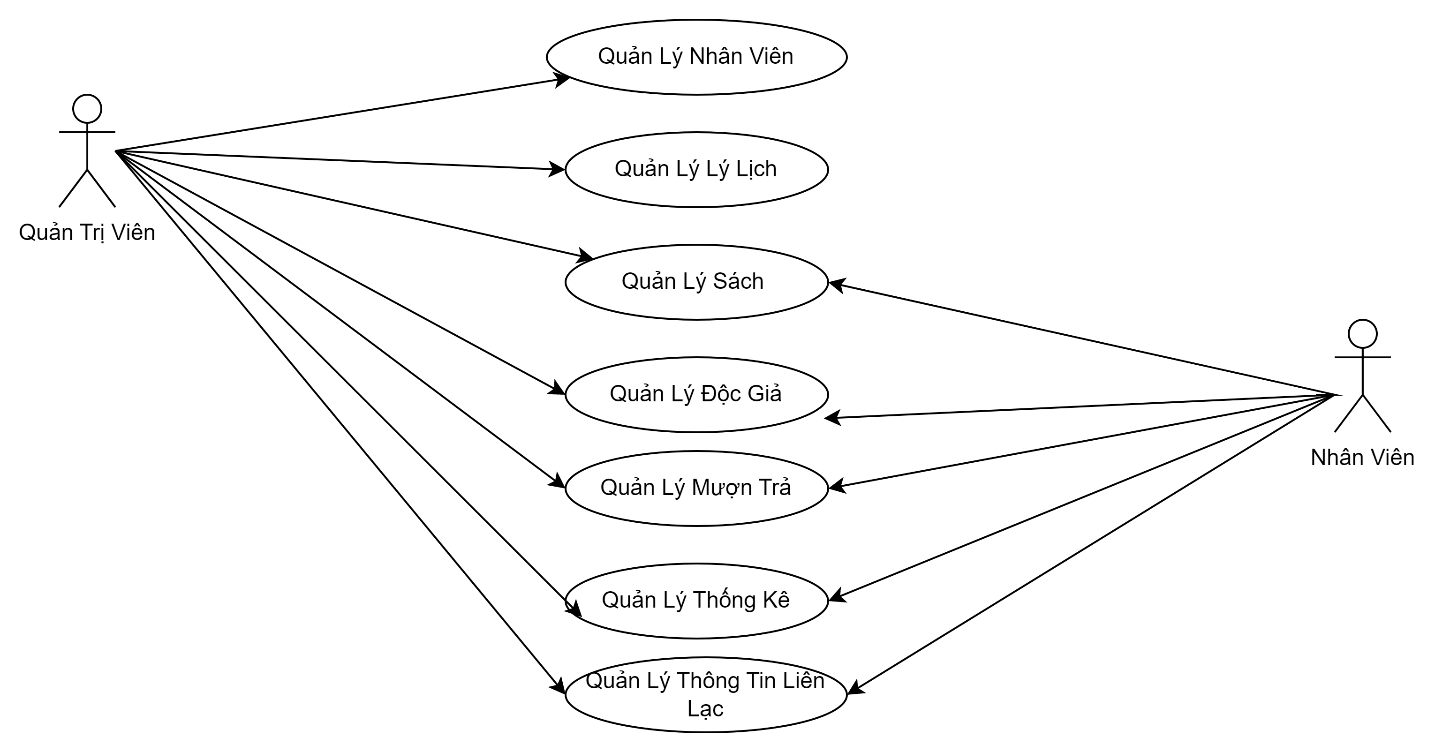 Quản Lý Nhân Viên
Quản Lý Lý Lịch
Quản Trị Viên
Quản Lý Sách
Quản Lý Độc Giả
Nhân Viên
Quản Lý Mượn Trả
Quản Lý Thống Kê
Quản Lý Thông Tin Liên
Lạc